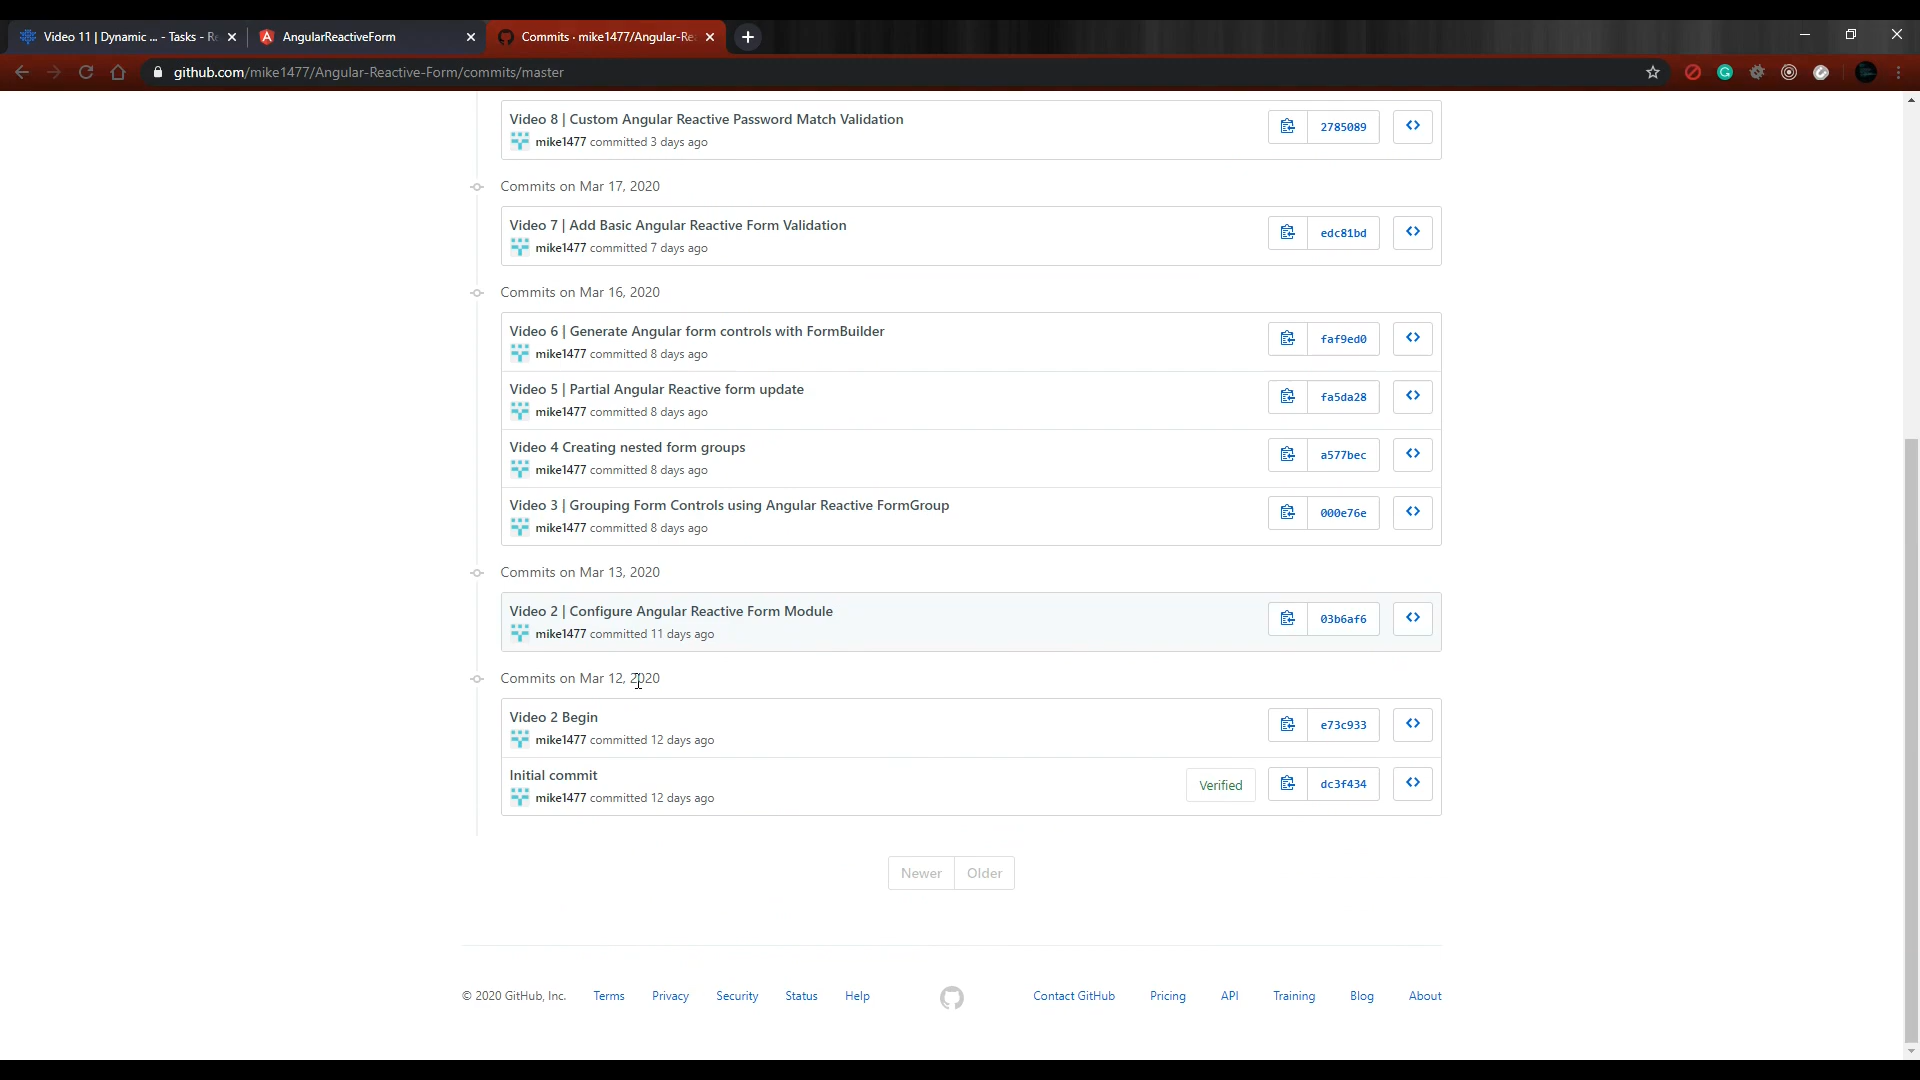 Video 11 | Dynamic ... - Tasks - Re
AngularReactiveForm
Commits · mike1477/Angular-Re
github.com/mike1477/Angular-Reactive-Form/commits/master
Video 8 | Custom Angular Reactive Password Match Validation
2785089
mike1477 committed 3 days ago
Commits on Mar 17, 2020
Video 7 | Add Basic Angular Reactive Form Validation
edc81bd
mike1477 committed 7 days ago
Commits on Mar 16, 2020
Video 6 | Generate Angular form controls with FormBuilder
faf9ed0
mike1477 committed 8 days ago
Video 5 | Partial Angular Reactive form update
fa5da28
mike1477 committed 8 days ago
Video 4 Creating nested form groups
a577bec
mike1477 committed 8 days ago
Video 3 | Grouping Form Controls using Angular Reactive FormGroup
000e76e
mike1477 committed 8 days ago
Commits on Mar 13, 2020
Video 2 | Configure Angular Reactive Form Module
03b6af6
mike1477 committed 11 days ago
Commits on Mar 12, 2020
Video 2 Begin
e73c933
mike1477 committed 12 days ago
Initial commit
Verified
dc3f434
mike1477 committed 12 days ago
Newer Older
© 2020 GitHub, Inc. Terms Privacy Security Status Help Contact GitHub Pricing API Training Blog About